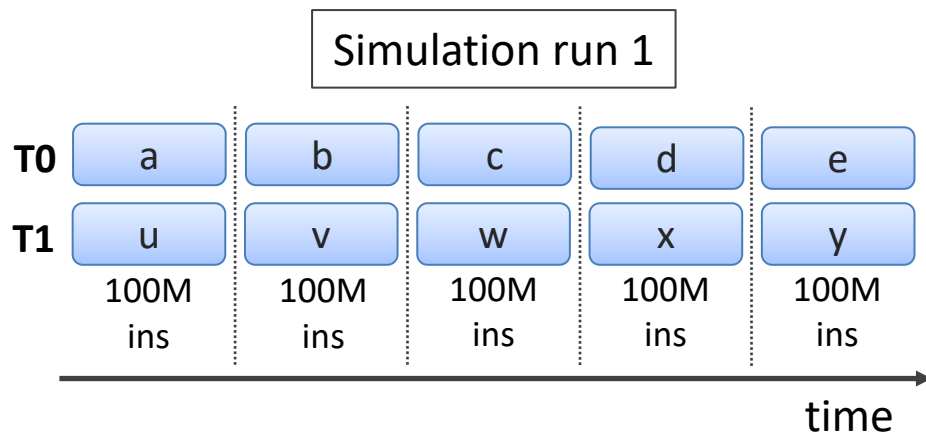 Simulation run 1
T0 a b c d e
T1 u v w x y
100M 100M 100M 100M 100M
ins ins ins ins ins
time